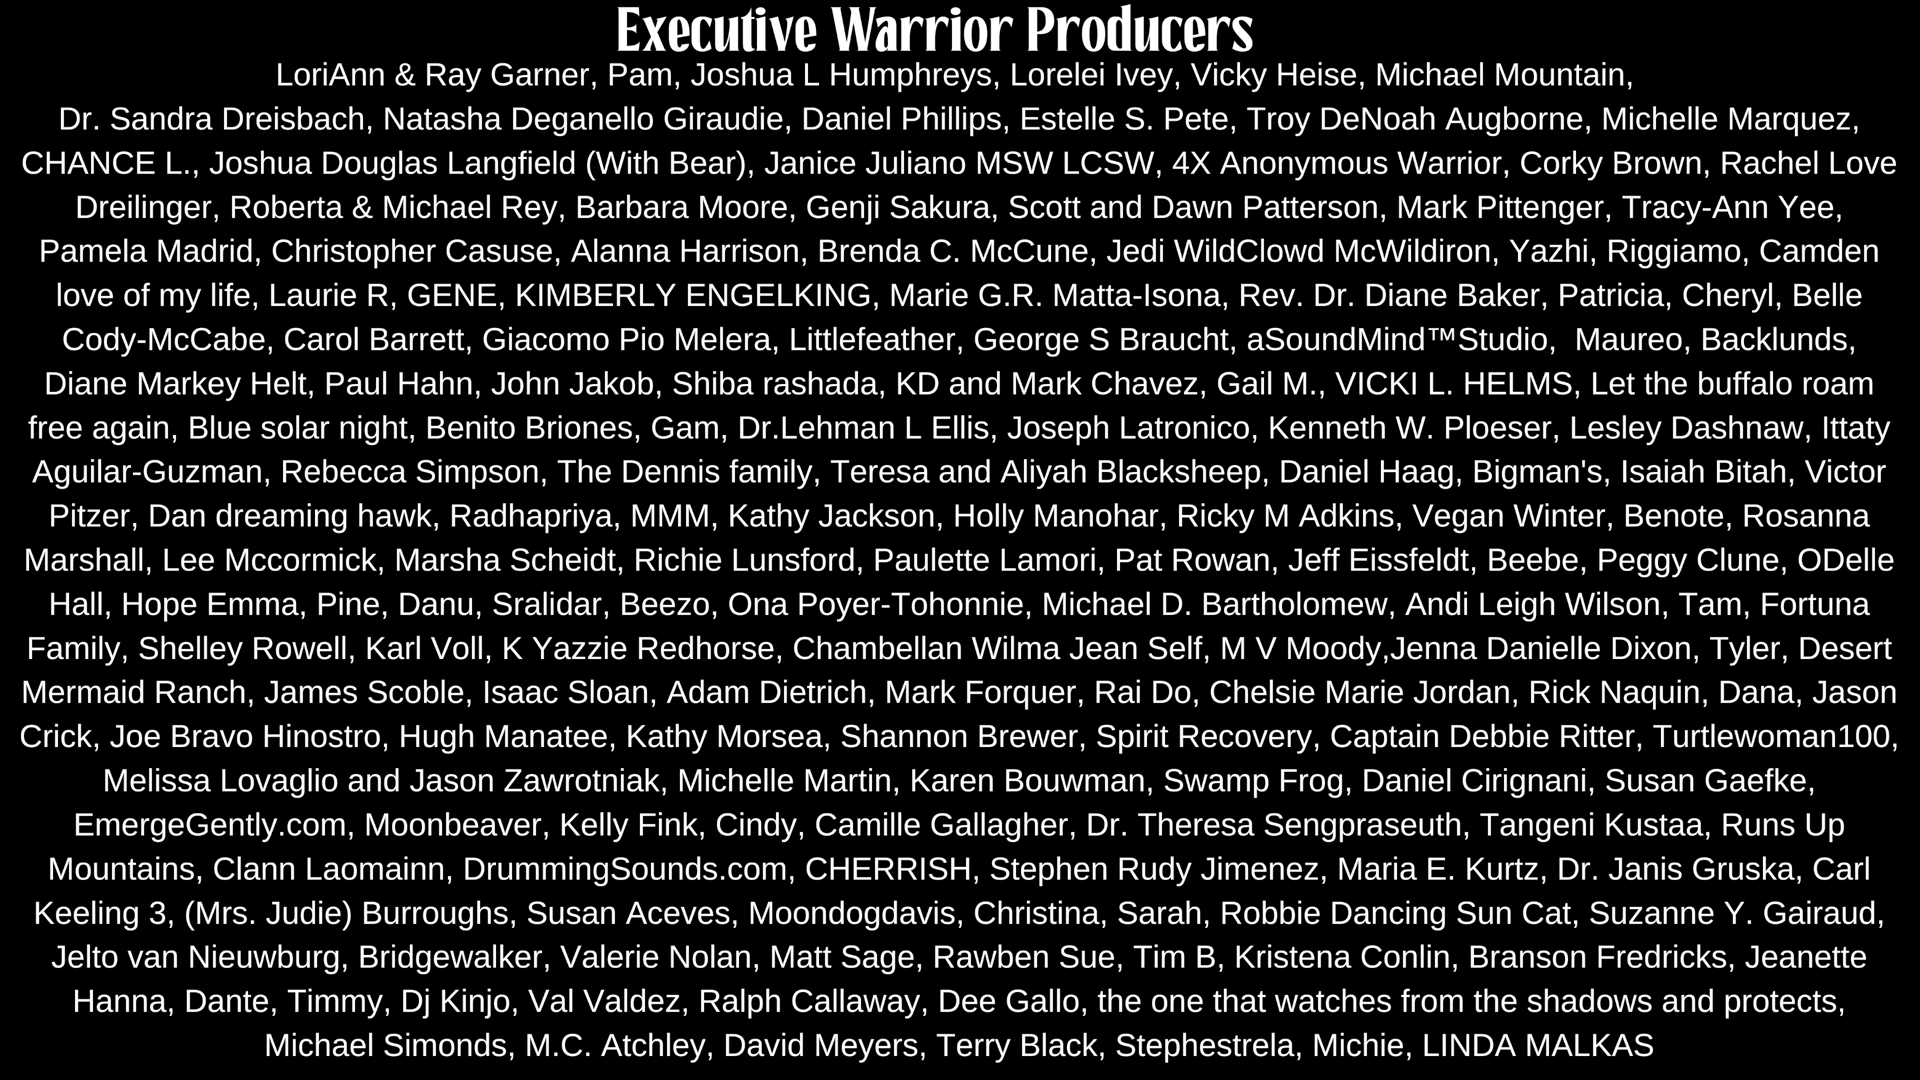 Executive Warrior Producers
LoriAnn & Ray Garner, Pam, Joshua L Humphreys, Lorelei Ivey, Vicky Heise, Michael Mountain,
Dr. Sandra Dreisbach, Natasha Deganello Giraudie, Daniel Phillips, Estelle S. Pete, Troy DeNoah Augborne, Michelle Marquez,
CHANCE L., Joshua Douglas Langfield (With Bear), Janice Juliano MSW LCSW, 4X Anonymous Warrior, Corky Brown, Rachel Love
Dreilinger, Roberta & Michael Rey, Barbara Moore, Genji Sakura, Scott and Dawn Patterson, Mark Pittenger, Tracy-Ann Yee,
Pamela Madrid, Christopher Casuse, Alanna Harrison, Brenda C. McCune, Jedi WildClowd McWildiron, Yazhi, Riggiamo, Camden
love of my life, Laurie R, GENE, KIMBERLY ENGELKING, Marie G.R. Matta-Isona, Rev. Dr. Diane Baker, Patricia, Cheryl, Belle
Cody-McCabe, Carol Barrett, Giacomo Pio Melera, Littlefeather, George S Braucht, aSoundMind™Studio,  Maureo, Backlunds,
Diane Markey Helt, Paul Hahn, John Jakob, Shiba rashada, KD and Mark Chavez, Gail M., VICKI L. HELMS, Let the buffalo roam
free again, Blue solar night, Benito Briones, Gam, Dr.Lehman L Ellis, Joseph Latronico, Kenneth W. Ploeser, Lesley Dashnaw, Ittaty
Aguilar-Guzman, Rebecca Simpson, The Dennis family, Teresa and Aliyah Blacksheep, Daniel Haag, Bigman's, Isaiah Bitah, Victor
Pitzer, Dan dreaming hawk, Radhapriya, MMM, Kathy Jackson, Holly Manohar, Ricky M Adkins, Vegan Winter, Benote, Rosanna
Marshall, Lee Mccormick, Marsha Scheidt, Richie Lunsford, Paulette Lamori, Pat Rowan, Jeff Eissfeldt, Beebe, Peggy Clune, ODelle
Hall, Hope Emma, Pine, Danu, Sralidar, Beezo, Ona Poyer-Tohonnie, Michael D. Bartholomew, Andi Leigh Wilson, Tam, Fortuna
Family, Shelley Rowell, Karl Voll, K Yazzie Redhorse, Chambellan Wilma Jean Self, M V Moody,Jenna Danielle Dixon, Tyler, Desert
Mermaid Ranch, James Scoble, Isaac Sloan, Adam Dietrich, Mark Forquer, Rai Do, Chelsie Marie Jordan, Rick Naquin, Dana, Jason
Crick, Joe Bravo Hinostro, Hugh Manatee, Kathy Morsea, Shannon Brewer, Spirit Recovery, Captain Debbie Ritter, Turtlewoman100,
Melissa Lovaglio and Jason Zawrotniak, Michelle Martin, Karen Bouwman, Swamp Frog, Daniel Cirignani, Susan Gaefke,
EmergeGently.com, Moonbeaver, Kelly Fink, Cindy, Camille Gallagher, Dr. Theresa Sengpraseuth, Tangeni Kustaa, Runs Up
Mountains, Clann Laomainn, DrummingSounds.com, CHERRISH, Stephen Rudy Jimenez, Maria E. Kurtz, Dr. Janis Gruska, Carl
Keeling 3, (Mrs. Judie) Burroughs, Susan Aceves, Moondogdavis, Christina, Sarah, Robbie Dancing Sun Cat, Suzanne Y. Gairaud,
Jelto van Nieuwburg, Bridgewalker, Valerie Nolan, Matt Sage, Rawben Sue, Tim B, Kristena Conlin, Branson Fredricks, Jeanette
Hanna, Dante, Timmy, Dj Kinjo, Val Valdez, Ralph Callaway, Dee Gallo, the one that watches from the shadows and protects,
Michael Simonds, M.C. Atchley, David Meyers, Terry Black, Stephestrela, Michie, LINDA MALKAS